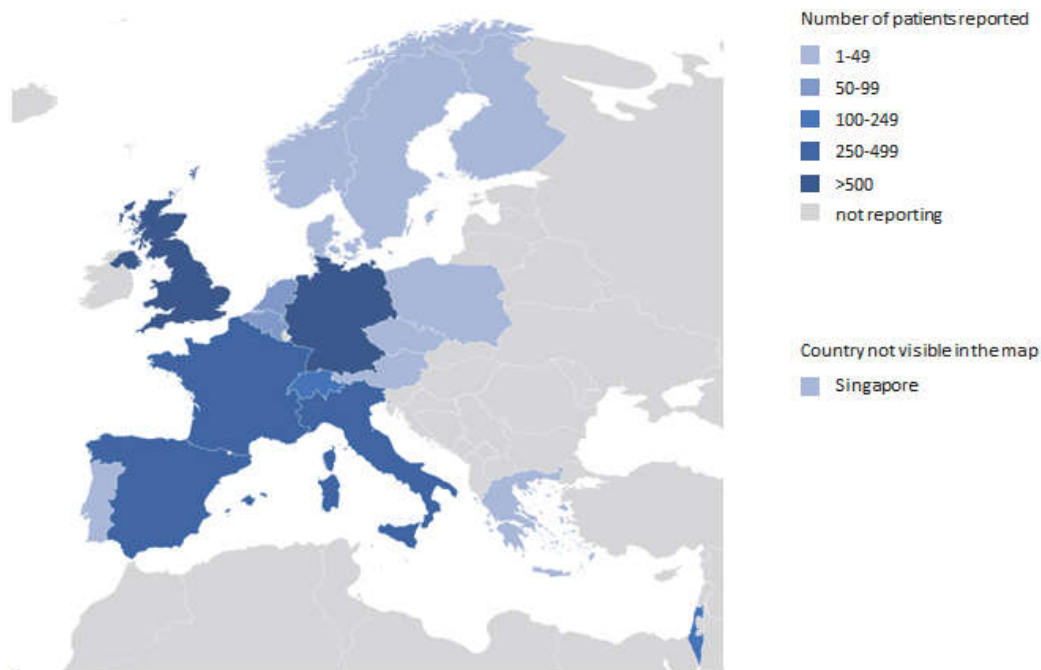 Number of patients reported
1-49
50-99
100-249
250-499
>500
not reporting
Country not visible in the map
Singapore